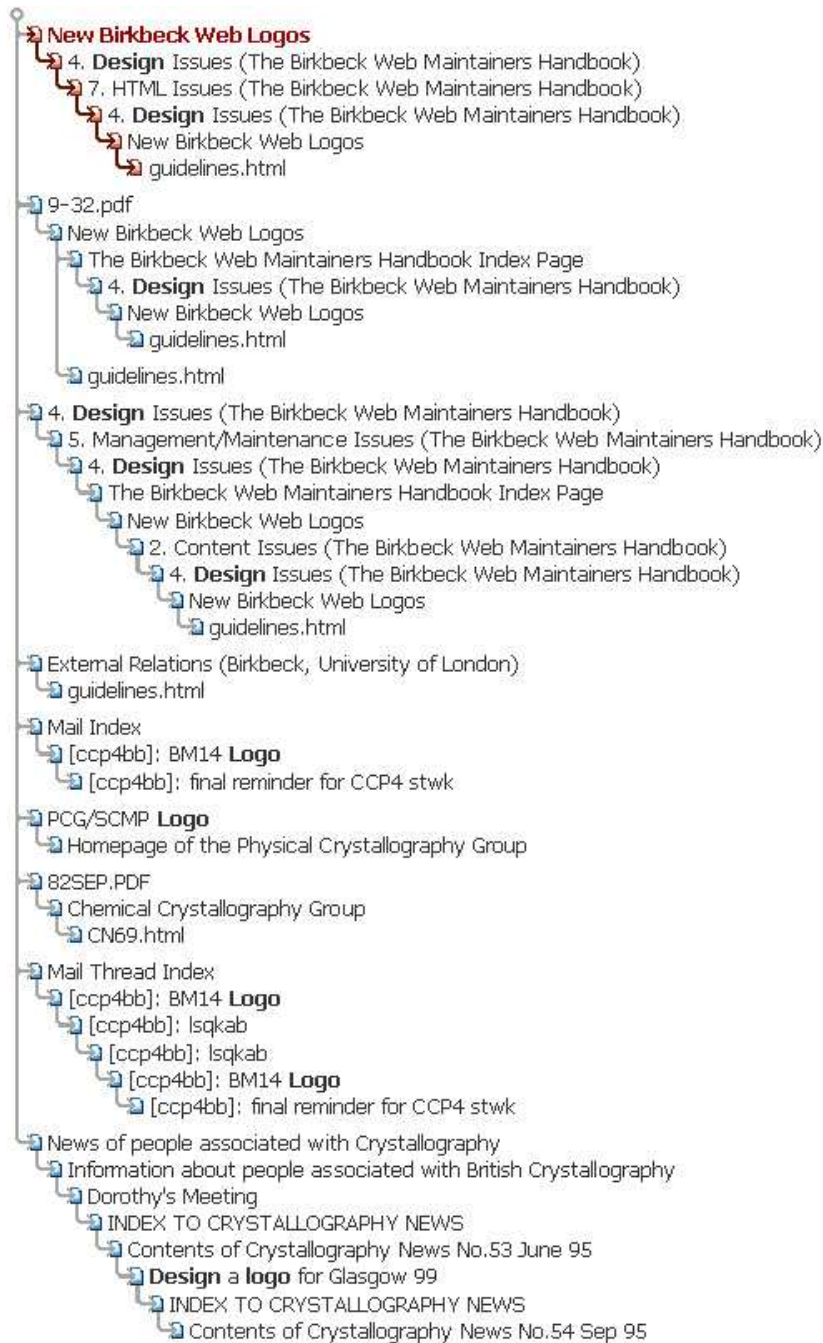 New Birkbeck Web Logos
4. Design Issues (The Birkbeck Web Maintainers Handbook)
7. HTML Issues (The Birkbeck Web Maintainers Handbook)
4. Design Issues (The Birkbeck Web Maintainers Handbook)
New Birkbeck Web Logos
guidelines.html
9-32.pdf
New Birkbeck Web Logos
The Birkbeck Web Maintainers Handbook Index Page
4. Design Issues (The Birkbeck Web Maintainers Handbook)
New Birkbeck Web Logos
guidelines.html
guidelines.html
4. Design Issues (The Birkbeck Web Maintainers Handbook)
5. Management/Maintenance Issues (The Birkbeck Web Maintainers Handbook)
4. Design Issues (The Birkbeck Web Maintainers Handbook)
The Birkbeck Web Maintainers Handbook Index Page
New Birkbeck Web Logos
2. Content Issues (The Birkbeck Web Maintainers Handbook)
4. Design Issues (The Birkbeck Web Maintainers Handbook)
New Birkbeck Web Logos
guidelines.html
External Relations (Birkbeck, University of London)
guidelines.html
Mail Index
[ccp4bb]: BM14 Logo
[ccp4bb]: final reminder for CCP4 stwk
PCG/SCMP Logo
Homepage of the Physical Crystallography Group
82SEP.PDF
Chemical Crystallography Group
CN69.html
Mail Thread Index
[ccp4bb]: BM14 Logo
[ccp4bb]: lsqkab
[ccp4bb]: lsqkab
[ccp4bb]: BM14 Logo
[ccp4bb]: final reminder for CCP4 stwk
News of people associated with Crystallography
Information about people associated with British Crystallography
Dorothy's Meeting
INDEX TO CRYSTALLOGRAPHY NEWS
Contents of Crystallography News No.53 June 95
Design a logo for Glasgow 99
INDEX TO CRYSTALLOGRAPHY NEWS
Contents of Crystallography News No.54 Sep 95